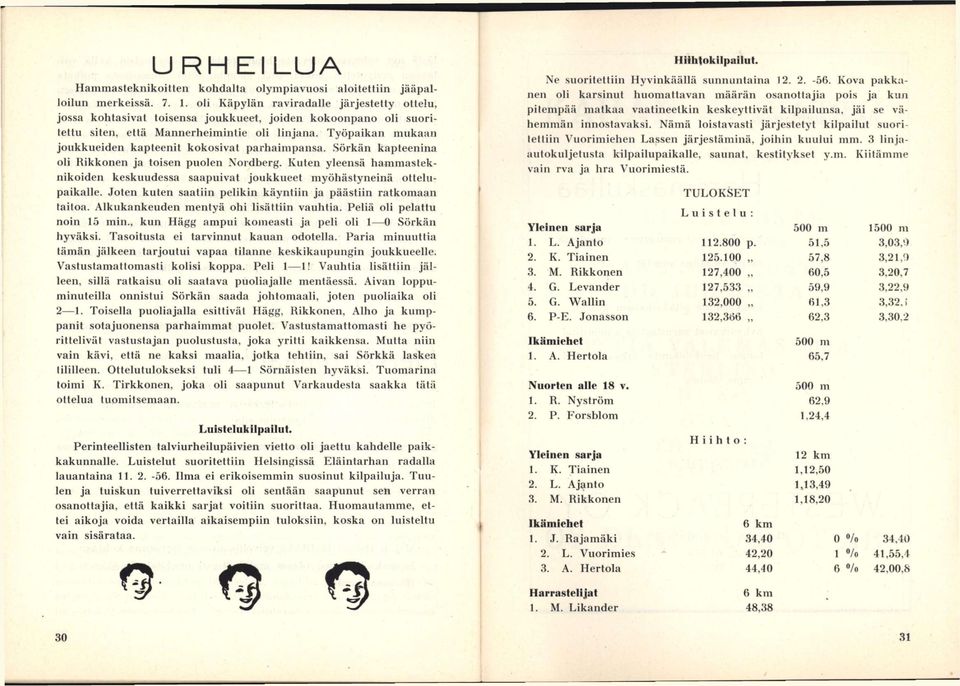 URHEILUA
Hammasteknikoitten kohdalta olympiavuosi aloitettiin jääpal-
loilun merkeissä. 7. 1. oli Käpylän raviradalle järjestetty ottelu,
jossa kohtasivat toisensa joukkueet, joiden kokoonpano oli suori-
tettu siten, että Mannerheimintie oli linjana. Työpaikan mukaan
joukkueiden kapteenit kokosivat parhaimpansa. Sörkän kapteenina
oli Rikkonen ja toisen puolen Nordberg. Kuten yleensä hammastek-
nikoiden keskuudessa saapuivat joukkueet myöhästyneinä ottelu-
paikalle. Joten kuten saatiin pelikin käyntiin ja päästiin ratkomaan
taitoa. Alkukankeuden mentyä ohi lisättiin vauhtia. Peliä oli pelattu
noin 15 min., kun Hägg ampui komeasti ja peli oli 1—0 Sörkän
hyväksi. Tasoitusta ei tarvinnut kauan odotella. Paria minuuttia
tämän jälkeen tarjoutui vapaa tilanne keskikaupungin joukkueelle.
Vastustamattomasti kolisi koppa. Peli 1—1! Vauhtia lisättiin jäl-
leen, sillä ratkaisu oli saatava puoliajalle mentäessä. Aivan loppu-
minuuteilla onnistui Sörkän saada johtomaali, joten puoliaika oli
2—1. Toisella puoliajalla esittivät Hägg, Rikkonen, Alho ja kump-
panit sotajuonensa parhaimmat puolet. Vastustamattomasti he pyö-
rittelivät vastustajan puolustusta, joka yritti kaikkensa. Mutta niin
vain kävi, että ne kaksi maalia, jotka tehtiin, sai Sörkkä laskea
tililleen. Ottelutulokseksi tuli 4—1 Sörnäisten hyväksi. Tuomarina
toimi K. Tirkkonen, joka oli saapunut Varkaudesta saakka tätä
ottelua tuomitsemaan.
Luistelukilpailut.
Perinteellisten talviurheilupäivien vietto oli jaettu kahdelle paik-
kakunnalle. Luistelut suoritettiin Helsingissä Eläintarhan radalla
lauantaina 11. 2. -56. Ilma ei erikoisemmin suosinut kilpailuja. Tuu-
len ja tuiskun tuiverrettaviksi oli sentään saapunut sen verran
osanottajia, että kaikki sarjat voitiin suorittaa. Huomautamme, et-
tei aikoja voida vertailla aikaisempiin tuloksiin, koska on luisteltu
vain sisärataa.
30
Hiihtokilpailut.
Ne suoritettiin Hyvinkäällä sunnuntaina 12. 2. -56. Kova pakka-
nen oli karsinut huomattavan määrän osanottajia pois ja kun
pitempää matkaa vaatineetkin keskeyttivät kilpailunsa, jäi se vä-
hemmän innostavaksi. Nämä loistavasti järjestetyt kilpailut suori-
tettiin Vuorimiehen Lassen järjestäminä, joihin kuului mm. 3 linja-
autokuljetusta kilpailupaikalle, saunat, kestitykset y.m. Kiitämme
vain rva ja hra Vuorimiestä.
TULOKSET
Luistelu:
Yleinen sarja 500 m 1500 m
1. L. Ajanto 112.800 p. 51,5 3,03,9
2. K. Tiainen 125.100 „ 57,8 3,21,9
3. M. Rikkonen 127,400 „ 60,5 3,20,7
4. G. Levander 127,533 „ 59,9 3,22,9
5. G. Wallin 132,000 „ 61,3 3,32,
6. P-E. Jonasson 132,366 „ 62,3 3,30,2
Ikämiehet 500 m
1. A. Hertola 65,7
Nuorten alle 18 v. 500 m
1. R. Nyström 62,9
2. P. Forsblom 1,24,4
Hiihto:
Yleinen sarja 12 km
1. K. Tiainen 1,12,50
2. L. Ajanto 1,13,49
3. M. Rikkonen 1,18,20
Ikämiehet 6 km
1. J. Rajamäki 34,40 0 % 34,40
2. L. Vuorimies 42,20 1 % 41,55,4
3. A. Hertola 44,40 6 % 42,00,8
Harrastelijat 6 km
1. M. Likander 48,38
31